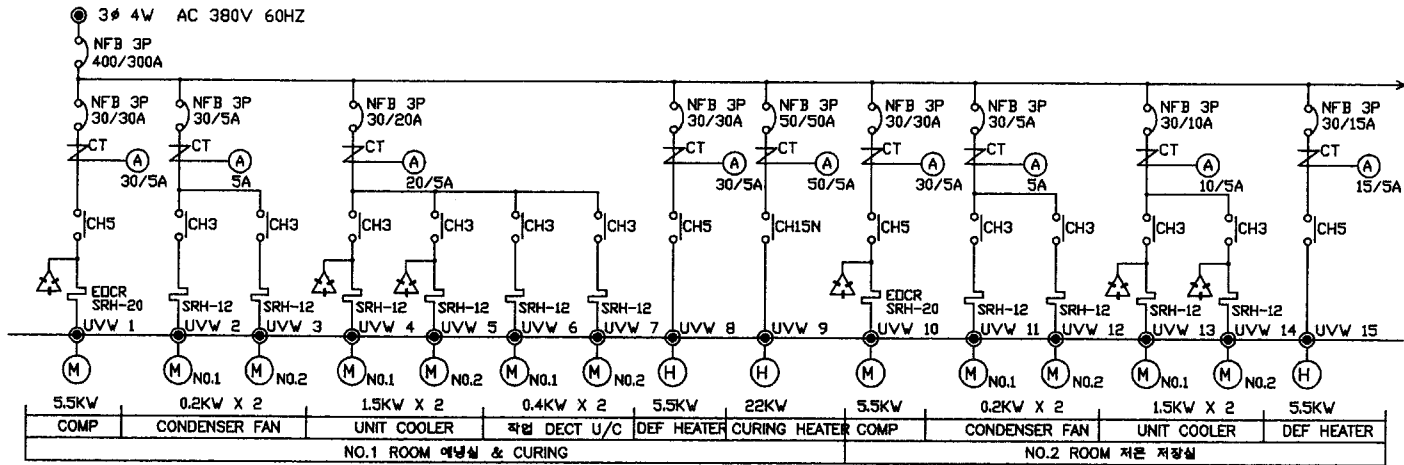 3ø 4W AC 380V 60HZ
NFB 3P
400/300A
NFB 3P 30/30A
NFB 3P 30/5A
NFB 3P 30/20A
NFB 3P 30/30A
NFB 3P 50/50A
NFB 3P 30/30A
NFB 3P 30/5A
NFB 3P 30/10A
NFB 3P 30/15A
CT A 30/5A
CT A 5A
CT A 20/5A
CT A 30/5A
CT A 50/5A
CT A 30/5A
CT A 5A
CT A 10/5A
CT A 15/5A
CH5 CH3 CH3 CH3 CH3 CH3 CH3 CH5 CH15N CH5 CH3 CH3 CH3 CH3 CH5
EOCR SRH-20 SRH-12 SRH-12 SRH-12 SRH-12 SRH-12 SRH-12 EOCR SRH-20 SRH-12 SRH-12 SRH-12 SRH-12
UVW 1 UVW 2 UVW 3 UVW 4 UVW 5 UVW 6 UVW 7 UVW 8 UVW 9 UVW 10 UVW 11 UVW 12 UVW 13 UVW 14 UVW 15
M M NO.1 M NO.2 M NO.1 M NO.2 M NO.1 M NO.2 H H M M NO.1 M NO.2 M NO.1 M NO.2 H
5.5KW 0.2KW X 2 1.5KW X 2 0.4KW X 2 5.5KW 22KW 5.5KW 0.2KW X 2 1.5KW X 2 5.5KW
COMP CONDENSER FAN UNIT COOLER 작업 DECT U/C DEF HEATER CURING HEATER COMP CONDENSER FAN UNIT COOLER DEF HEATER
NO.1 ROOM 예냉실 & CURING NO.2 ROOM 저온 저장실